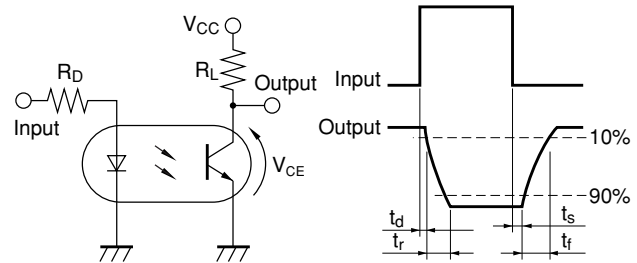 VCC
RD
RL
Output
Input
VCE
Input
Output
10%
90%
td
ts
tr
tf